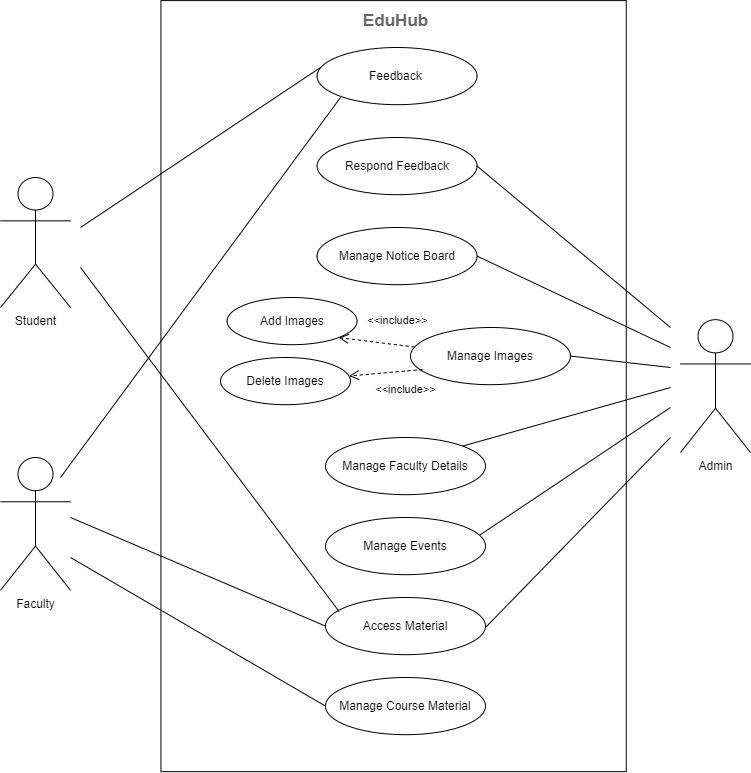 EduHub
Feedback
Respond Feedback
Student
Manage Notice Board
Add Images
<<include>>
Manage Images
Delete Images
<<include>>
Admin
Manage Faculty Details
Manage Events
Faculty
Access Material
Manage Course Material